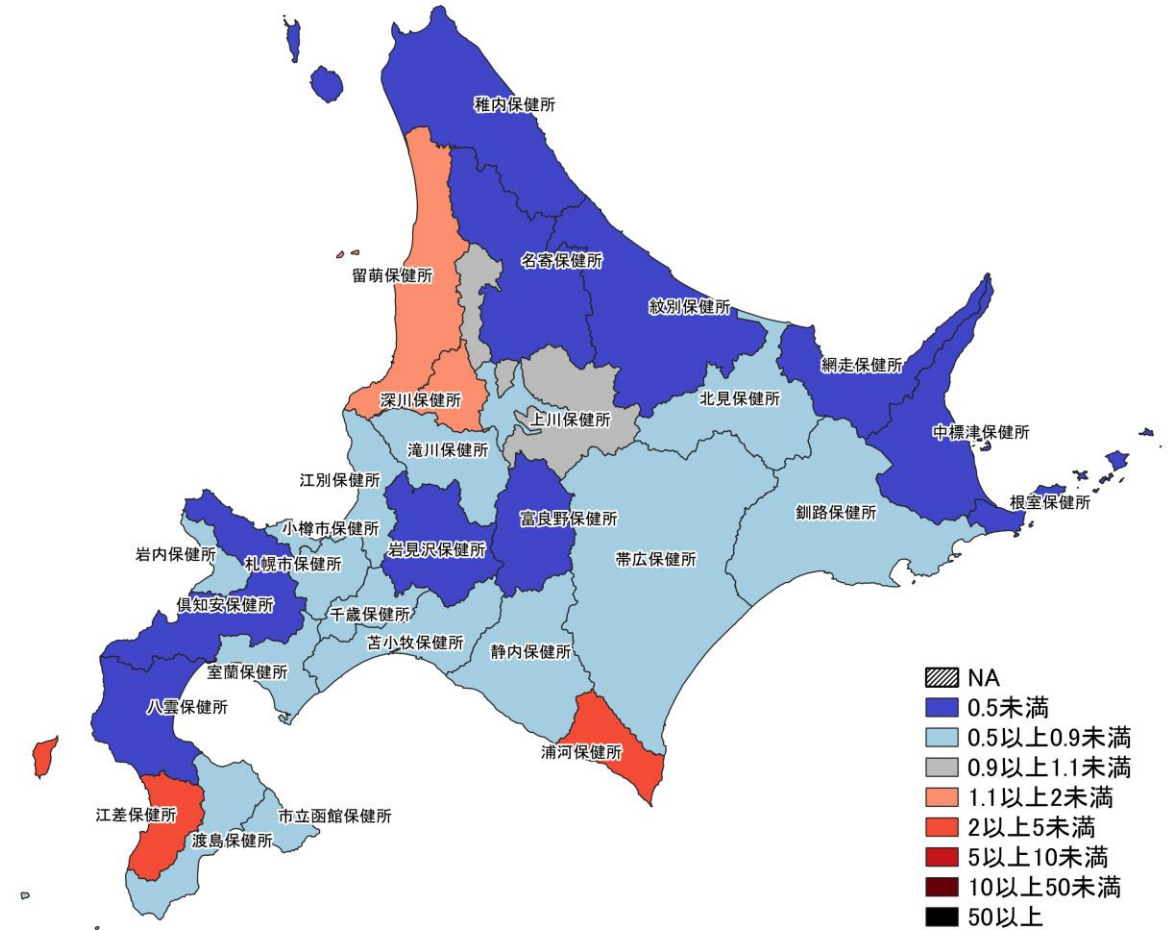 稚内保健所
名寄保健所
留萌保健所
紋別保健所
網走保健所
深川保健所
北見保健所
上川保健所
中標津保健所
滝川保健所
江別保健所
根室保健所
釧路保健所
富良野保健所
小樽市保健所
岩見沢保健所
岩内保健所
札幌市保健所
帯広保健所
倶知安保健所
千歳保健所
苫小牧保健所
静内保健所
室蘭保健所
八雲保健所
浦河保健所
江差保健所
市立函館保健所
渡島保健所
NA
0.5未満
0.5以上0.9未満
0.9以上1.1未満
1.1以上2未満
2以上5未満
5以上10未満
10以上50未満
50以上